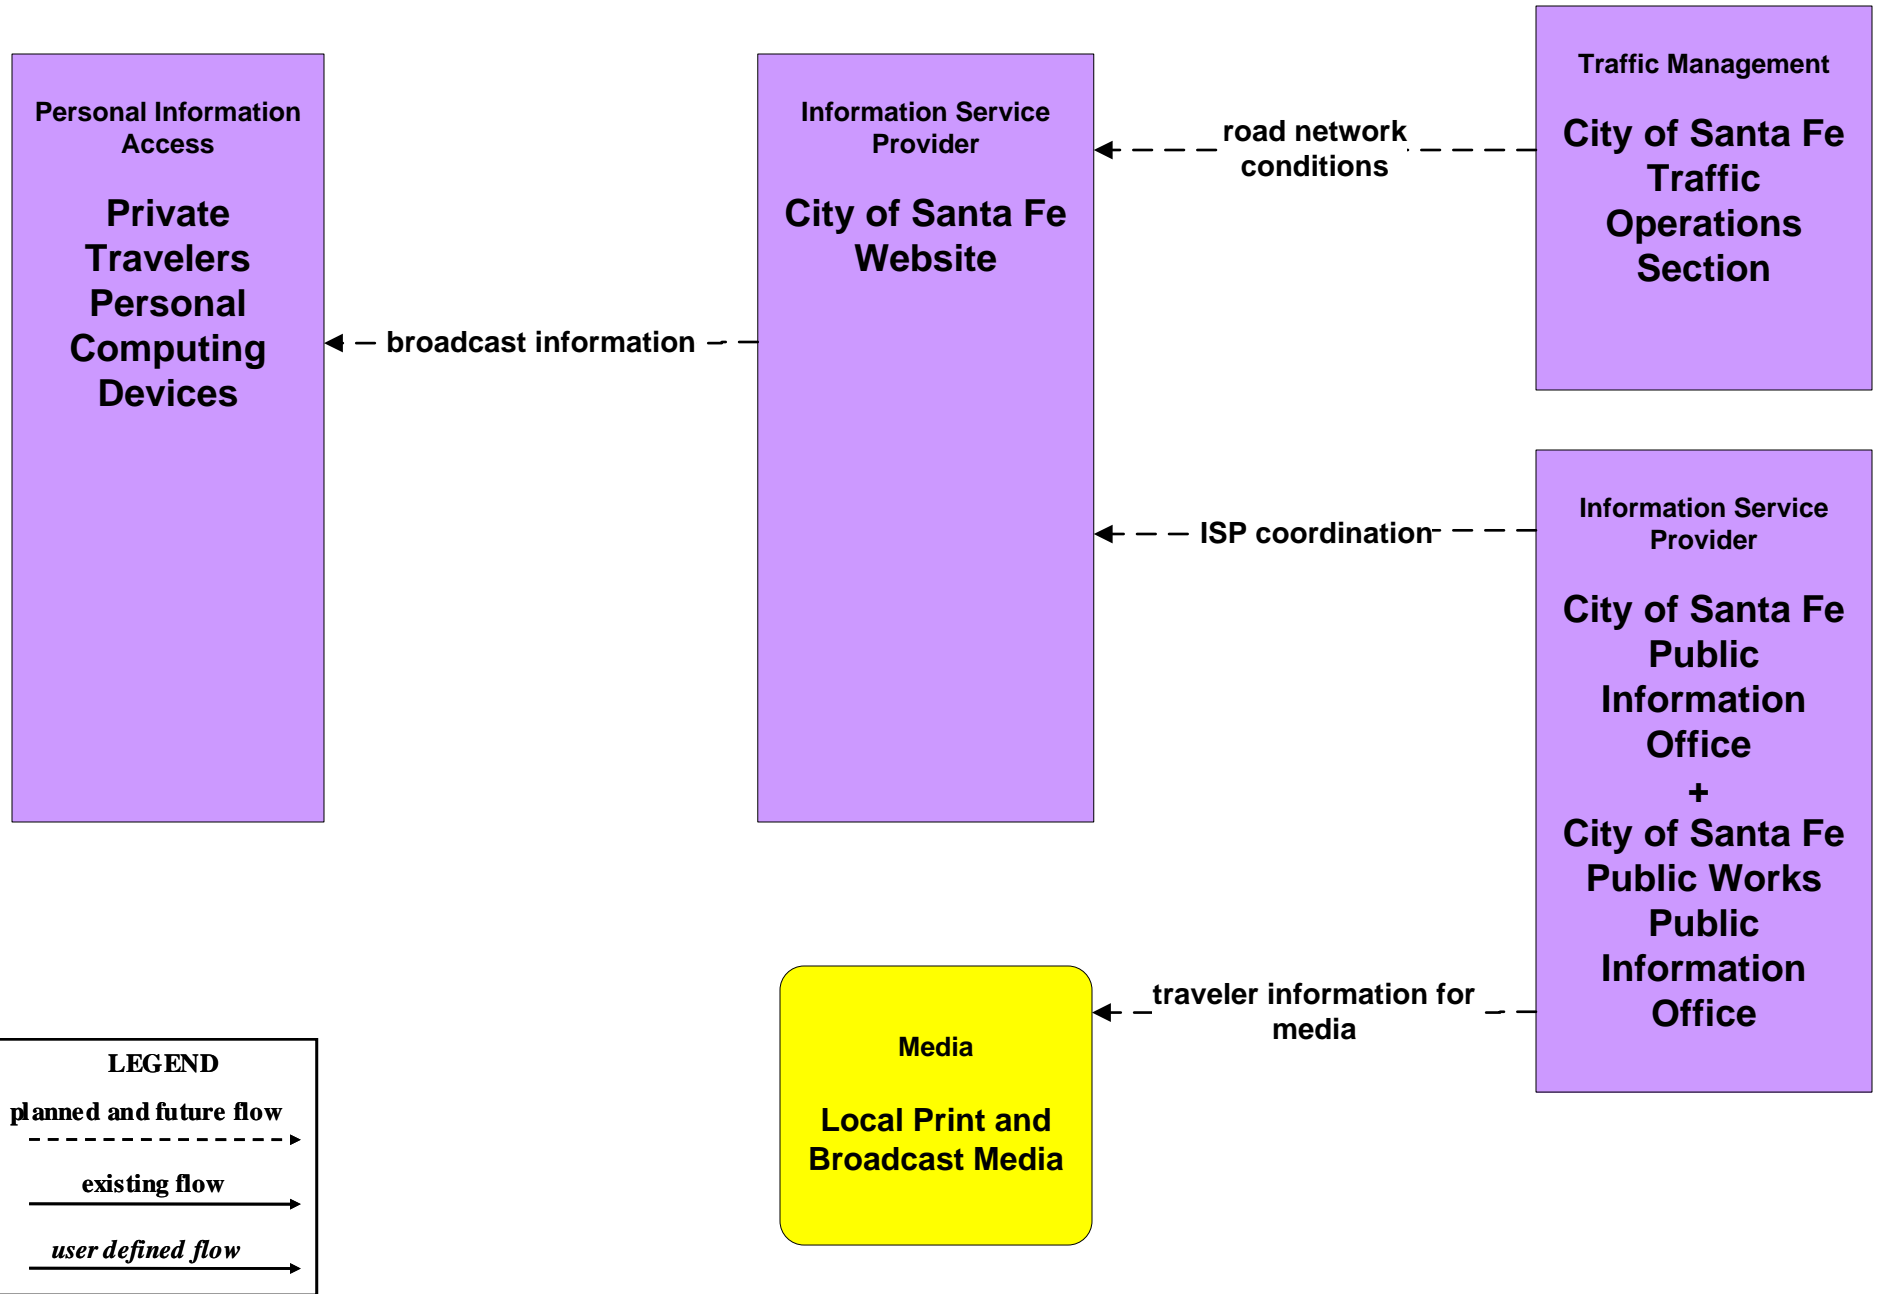 Personal Information
Access
Private
Travelers
Personal
Computing
Devices
broadcast information
Information Service
Provider
City of Santa Fe
Website
road network
conditions
Traffic Management
City of Santa Fe
Traffic
Operations
Section
ISP coordination
Information Service
Provider
City of Santa Fe
Public
Information
Office
+
City of Santa Fe
Public Works
Public
Information
Office
traveler information for
media
Media
Local Print and
Broadcast Media
LEGEND
planned and future flow
existing flow
user defined flow